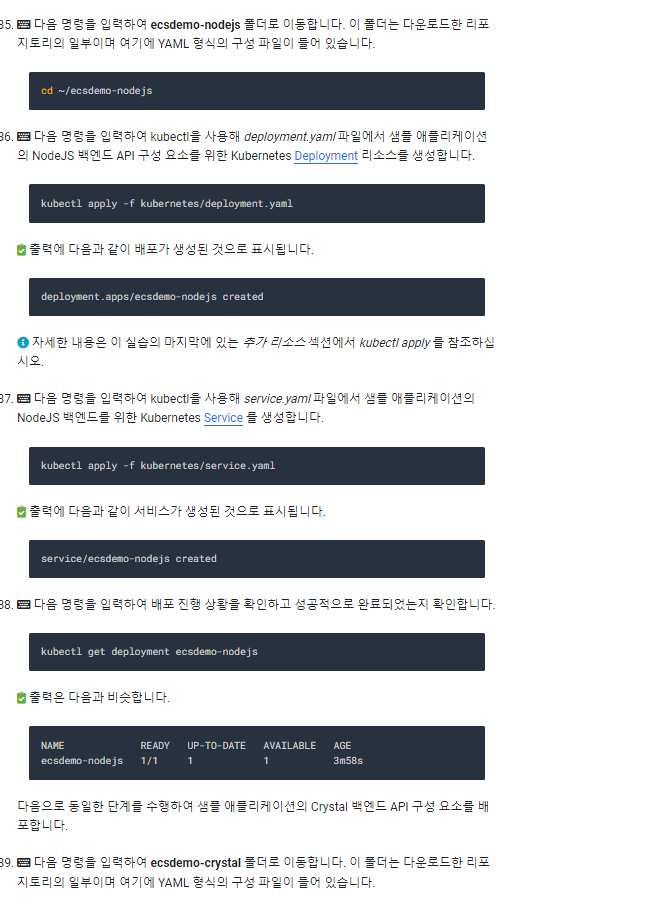 35. 다음 명령을 입력하여 ecsdemo-nodejs 폴더로 이동합니다. 이 폴더는 다운로드한 리포
지토리의 일부이며 여기에 YAML 형식의 구성 파일이 들어 있습니다.
cd ~/ecsdemo-nodejs
36. 다음 명령을 입력하여 kubectl을 사용해 deployment.yaml 파일에서 샘플 애플리케이션
의 NodeJS 백엔드 API 구성 요소를 위한 Kubernetes Deployment 리소스를 생성합니다.
kubectl apply -f kubernetes/deployment.yaml
출력에 다음과 같이 배포가 생성된 것으로 표시됩니다.
deployment.apps/ecsdemo-nodejs created
자세한 내용은 이 실습의 마지막에 있는 추가 리소스 섹션에서 kubectl apply 를 참조하십
시오.
37. 다음 명령을 입력하여 kubectl을 사용해 service.yaml 파일에서 샘플 애플리케이션의
NodeJS 백엔드를 위한 Kubernetes Service 를 생성합니다.
kubectl apply -f kubernetes/service.yaml
출력에 다음과 같이 서비스가 생성된 것으로 표시됩니다.
service/ecsdemo-nodejs created
38. 다음 명령을 입력하여 배포 진행 상황을 확인하고 성공적으로 완료되었는지 확인합니다.
kubectl get deployment ecsdemo-nodejs
출력은 다음과 비슷합니다.
NAME READY UP-TO-DATE AVAILABLE AGE
ecsdemo-nodejs 1/1 1 1 3m58s
다음으로 동일한 단계를 수행하여 샘플 애플리케이션의 Crystal 백엔드 API 구성 요소를 배
포합니다.
39. 다음 명령을 입력하여 ecsdemo-crystal 폴더로 이동합니다. 이 폴더는 다운로드한 리포
지토리의 일부이며 여기에 YAML 형식의 구성 파일이 들어 있습니다.